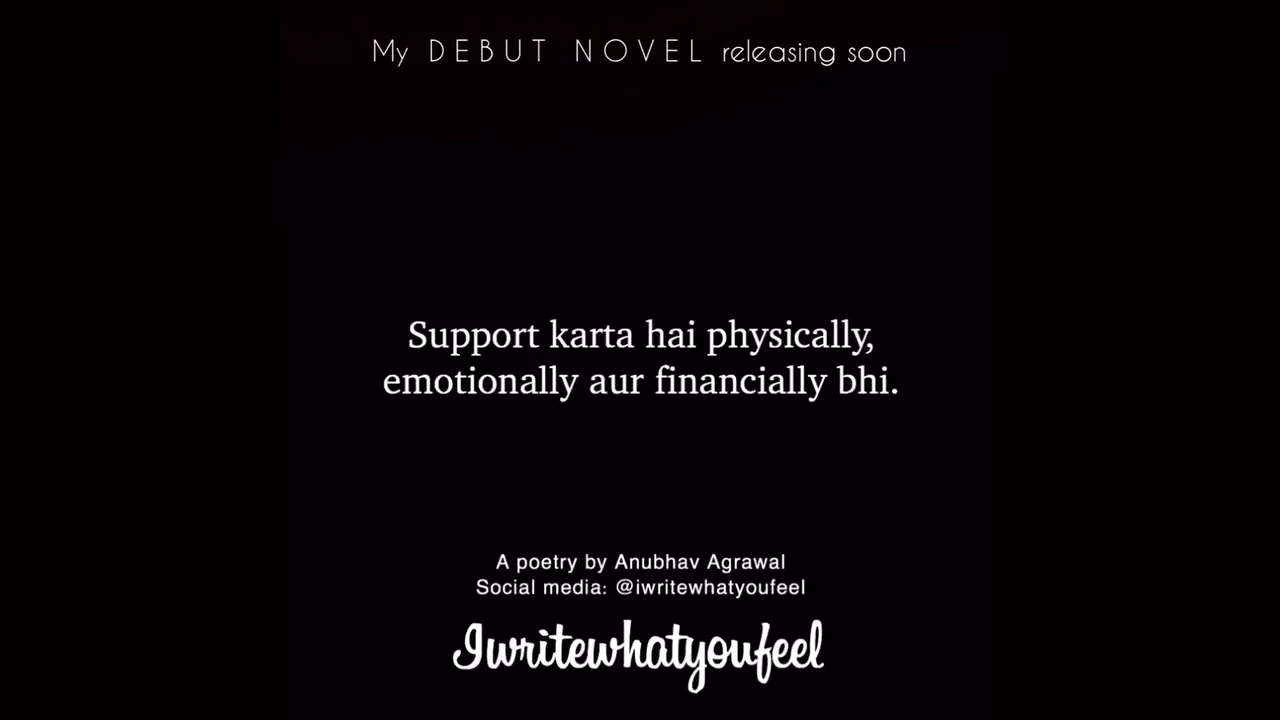 My DEBUT NOVEL releasing soon
Support karta hai physically,
emotionally aur financially bhi.
A poetry by Anubhav Agrawal
Social media: @iwritewhatyoufeel
Iwritewhatyoufeel